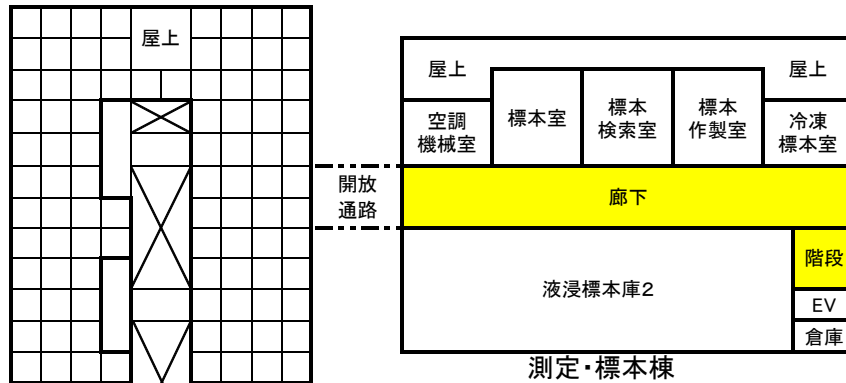 屋上
屋上
屋上
空調
機械室
標本室
標本
検索室
標本
作製室
冷凍
標本室
開放
通路
廊下
階段
液浸標本庫2
EV
倉庫
測定・標本棟